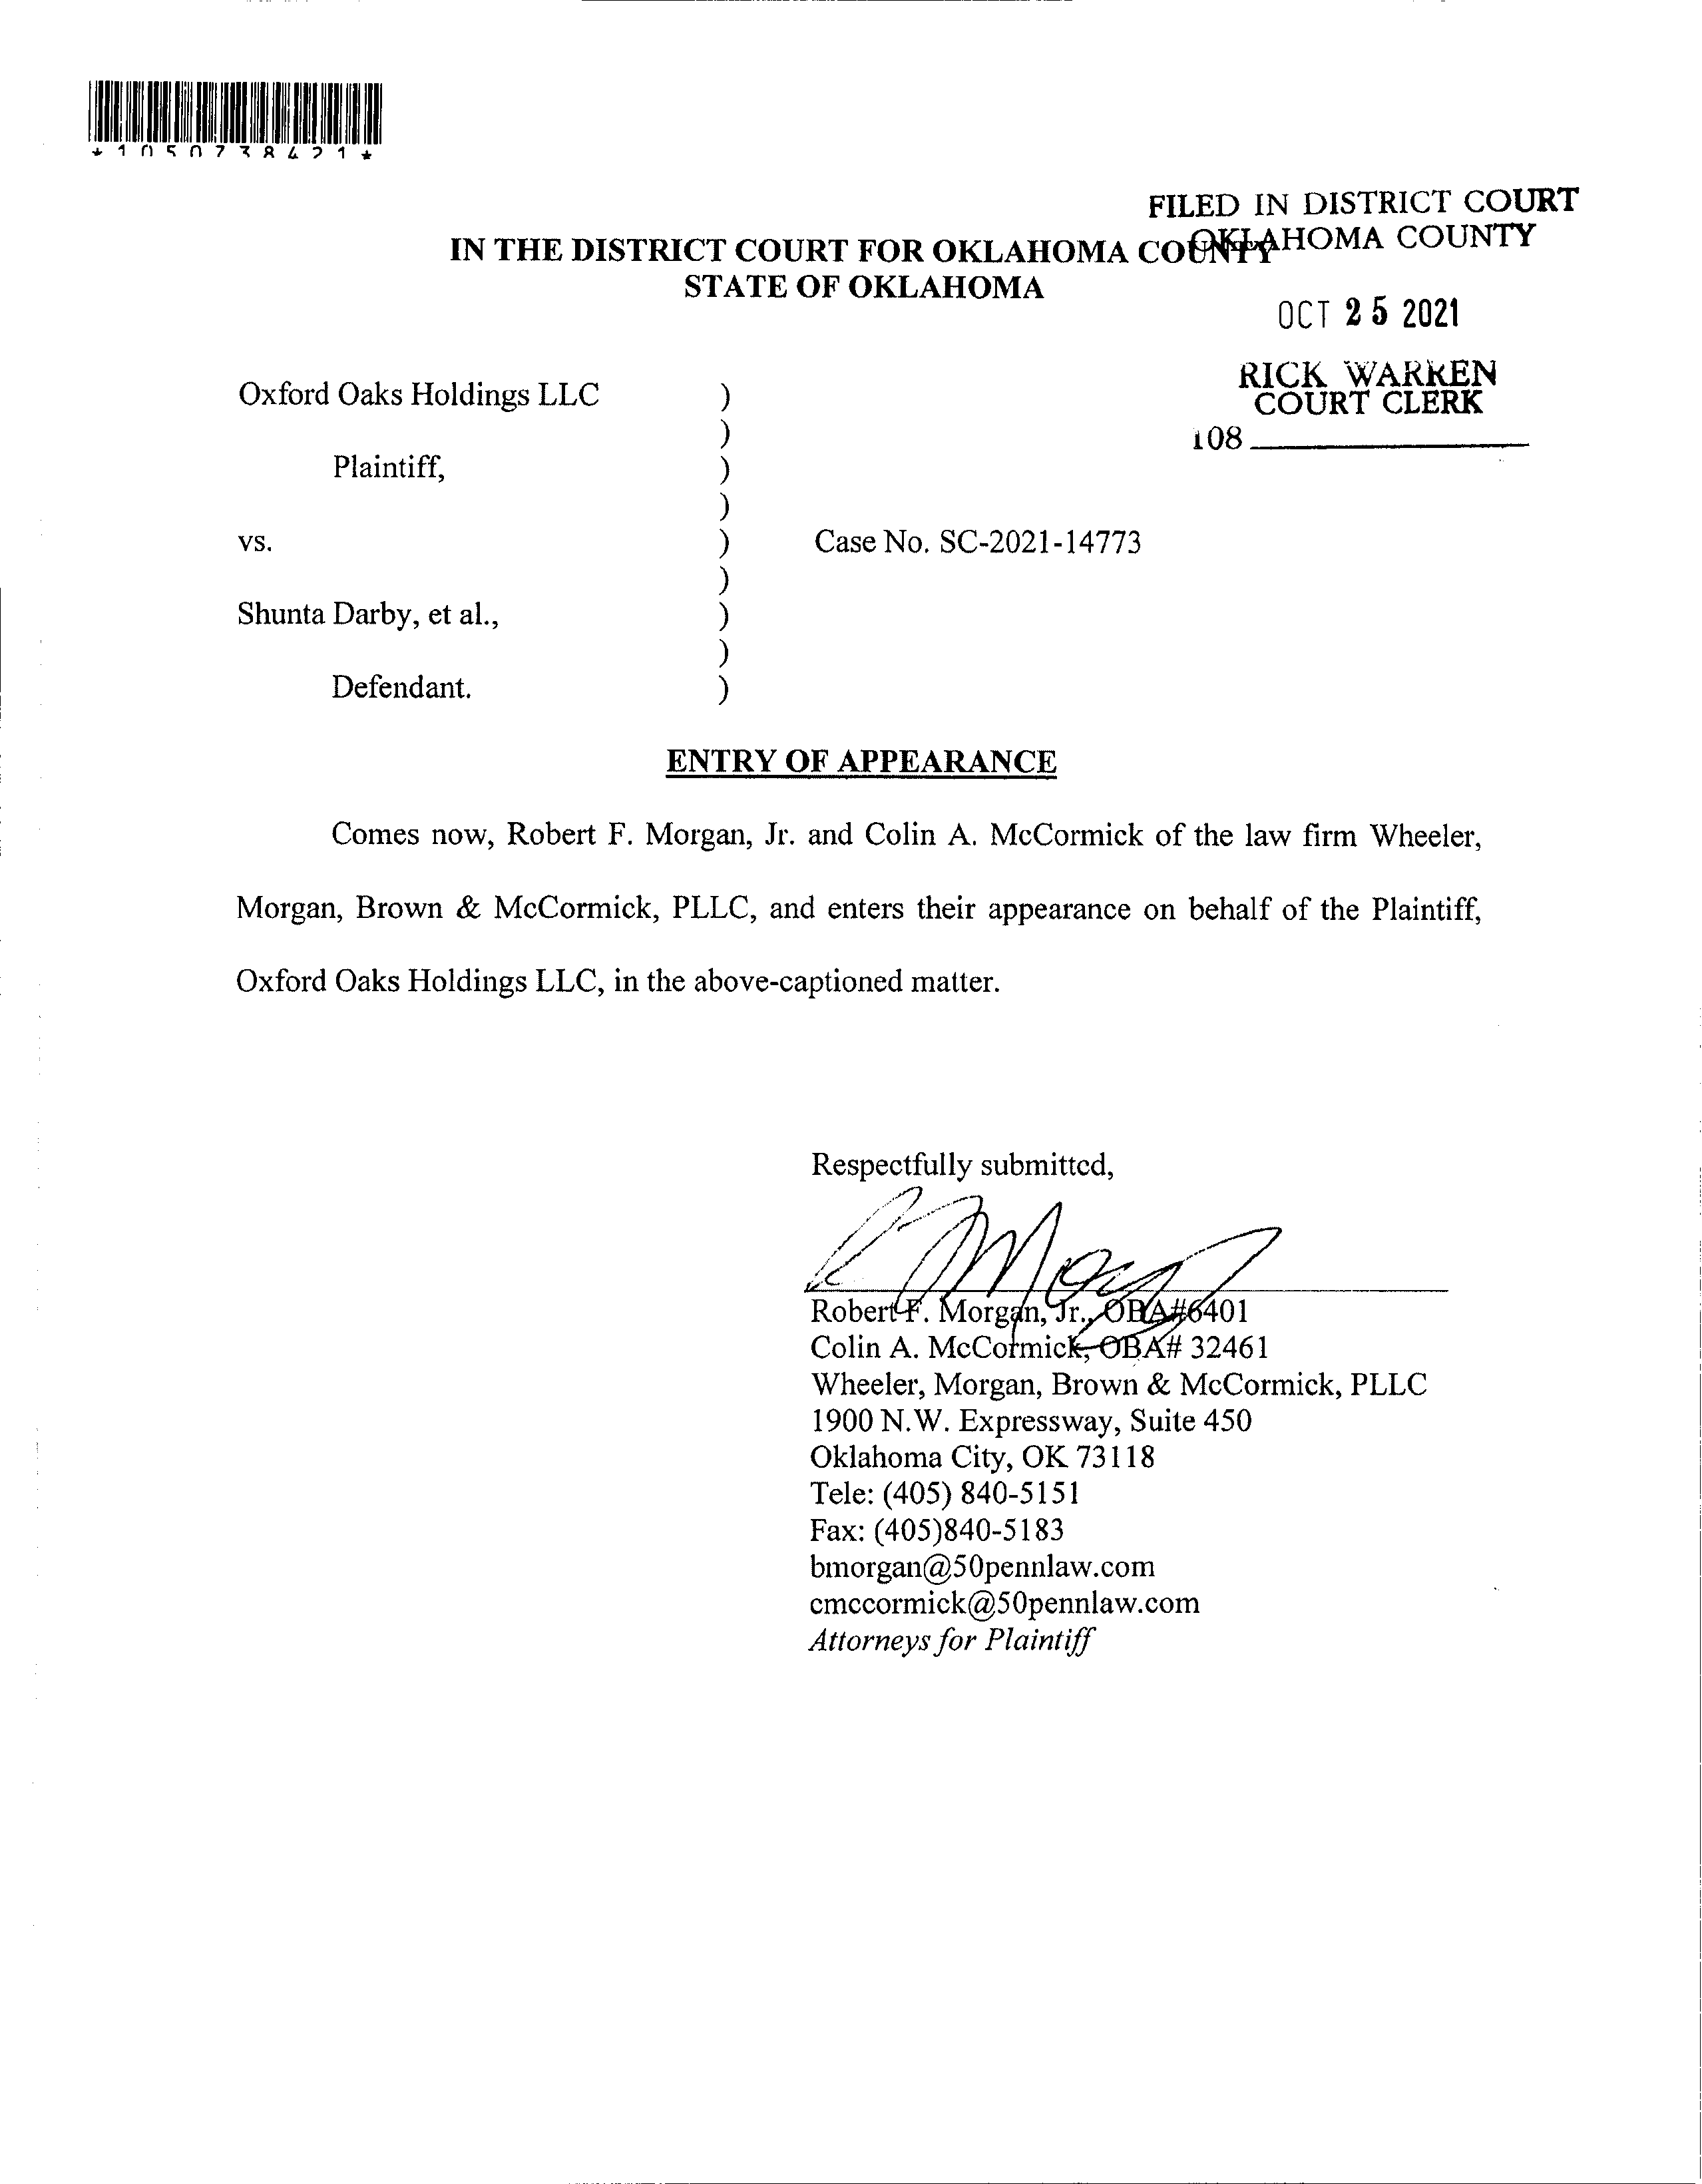 *1050738421*
FILED IN DISTRICT COURT
OKLAHOMA COUNTY
IN THE DISTRICT COURT FOR OKLAHOMA COUNTY
STATE OF OKLAHOMA
OCT 25 2021
RICK WARREN
COURT CLERK
108
Oxford Oaks Holdings LLC )
)
Plaintiff, )
)
vs. ) Case No. SC-2021-14773
)
Shunta Darby, et al., )
)
Defendant. )
ENTRY OF APPEARANCE
Comes now, Robert F. Morgan, Jr. and Colin A. McCormick of the law firm Wheeler,
Morgan, Brown & McCormick, PLLC, and enters their appearance on behalf of the Plaintiff,
Oxford Oaks Holdings LLC, in the above-captioned matter.
Respectfully submitted,
R Morgan
Robert F. Morgan, Jr., OBA#6401
Colin A. McCormick, OBA# 32461
Wheeler, Morgan, Brown & McCormick, PLLC
1900 N.W. Expressway, Suite 450
Oklahoma City, OK 73118
Tele: (405) 840-5151
Fax: (405)840-5183
bmorgan@50pennlaw.com
cmccormick@50pennlaw.com
Attorneys for Plaintiff